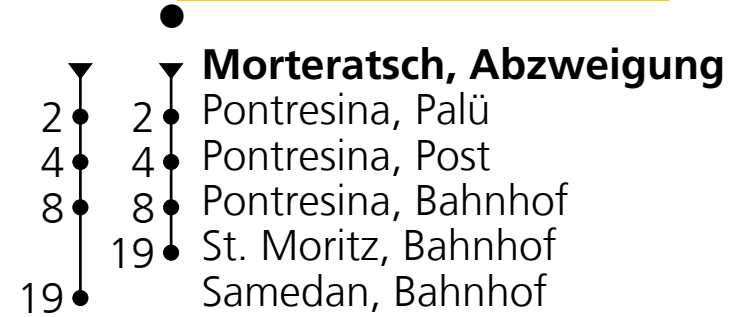 Morteratsch, Abzweigung
2 2 Pontresina, Palü
4 4 Pontresina, Post
8 8 Pontresina, Bahnhof
19 St. Moritz, Bahnhof
19 Samedan, Bahnhof